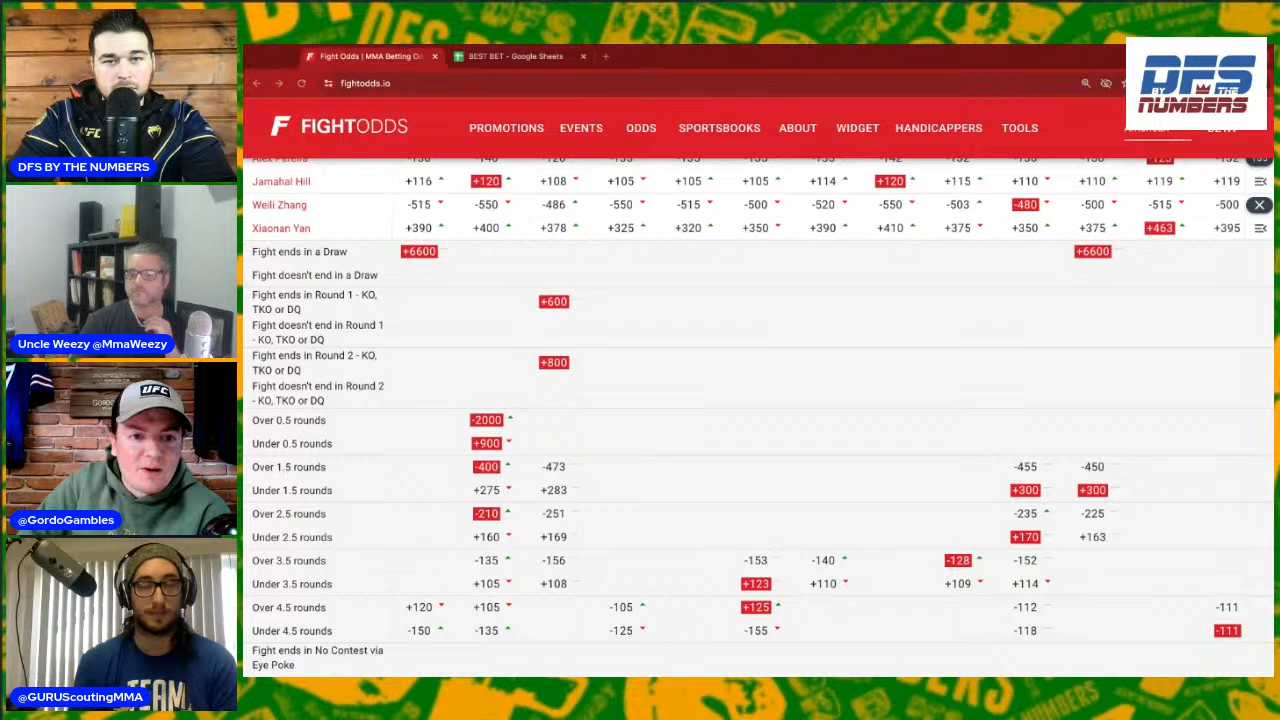 Fight Odds | MMA Betting Od
BEST BET - Google Sheets
fightodds.io
DFS
BY THE
NUMBERS
FIGHTODDS
PROMOTIONS EVENTS ODDS SPORTSBOOKS ABOUT WIDGET HANDICAPPERS TOOLS
Jamahal Hill +116 +120 +108 +105 +105 +105 +114 +120 +115 +110 +110 +119 +119
Weili Zhang -515 -550 -486 -550 -515 -500 -520 -550 -503 -480 -500 -515 -500
Xiaonan Yan +390 +400 +378 +325 +320 +350 +390 +410 +375 +350 +375 +463 +395
Fight ends in a Draw +6600 +6600
Fight doesn't end in a Draw
Fight ends in Round 1 - KO,
TKO or DQ +600
Fight doesn't end in Round 1
- KO, TKO or DQ
Fight ends in Round 2 - KO,
TKO or DQ +800
Fight doesn't end in Round 2
- KO, TKO or DQ
Over 0.5 rounds -2000
Under 0.5 rounds +900
Over 1.5 rounds -400 -473 -455 -450
Under 1.5 rounds +275 +283 +300 +300
Over 2.5 rounds -210 -251 -235 -225
Under 2.5 rounds +160 +169 +170 +163
Over 3.5 rounds -135 -156 -153 -140 -128 -152
Under 3.5 rounds +105 +108 +123 +110 +109 +114
Over 4.5 rounds +120 +105 -105 +125 -112 -111
Under 4.5 rounds -150 -135 -125 -155 -118 -111
Fight ends in No Contest via
Eye Poke
UFC
DFS BY THE NUMBERS
Uncle Weezy @MmaWeezy
UFC
@GordoGambles
TEAM
@GURUScoutingMMA